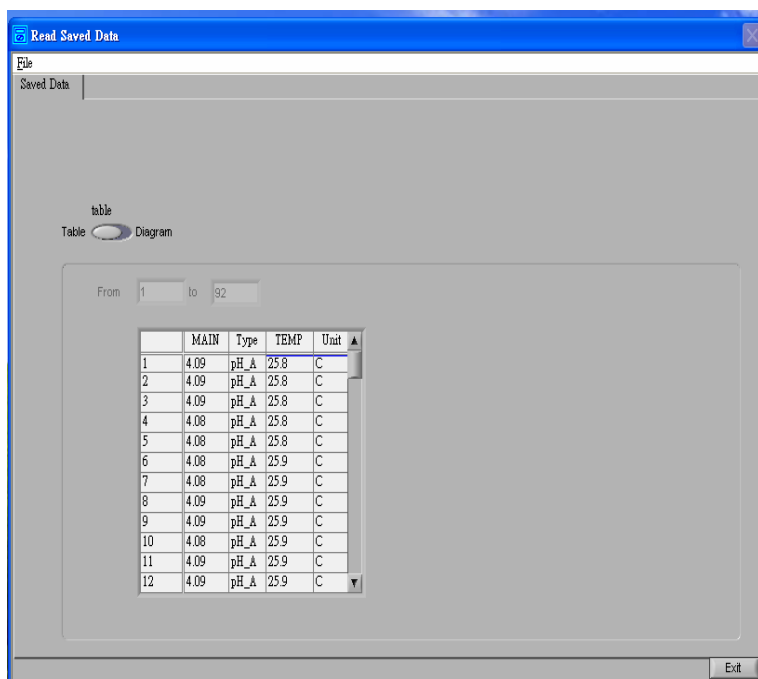 Read Saved Data
File
Saved Data
table
Table Diagram
From 1 to 92
MAIN Type TEMP Unit
1 4.09 pH_A 25.8 C
2 4.09 pH_A 25.8 C
3 4.09 pH_A 25.8 C
4 4.08 pH_A 25.8 C
5 4.08 pH_A 25.8 C
6 4.08 pH_A 25.9 C
7 4.08 pH_A 25.9 C
8 4.09 pH_A 25.9 C
9 4.09 pH_A 25.9 C
10 4.08 pH_A 25.9 C
11 4.09 pH_A 25.9 C
12 4.09 pH_A 25.9 C
Exit